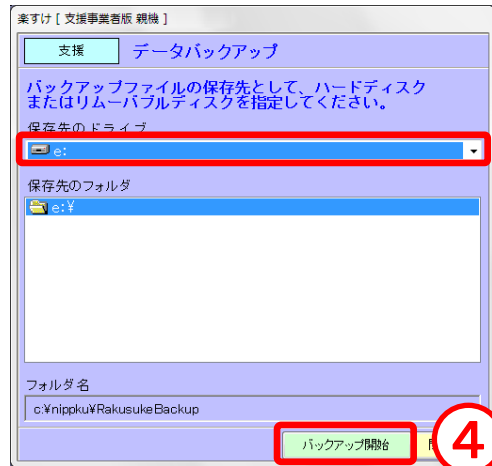 楽すけ [ 支援事業者版 親機 ]
支援 データバックアップ
バックアップファイルの保存先として、ハードディスク
またはリムーバブルディスクを指定してください。
保存先のドライブ
e:
保存先のフォルダ
e:¥
フォルダ名
c:¥nippku¥RakusukeBackup
バックアップ開始 4